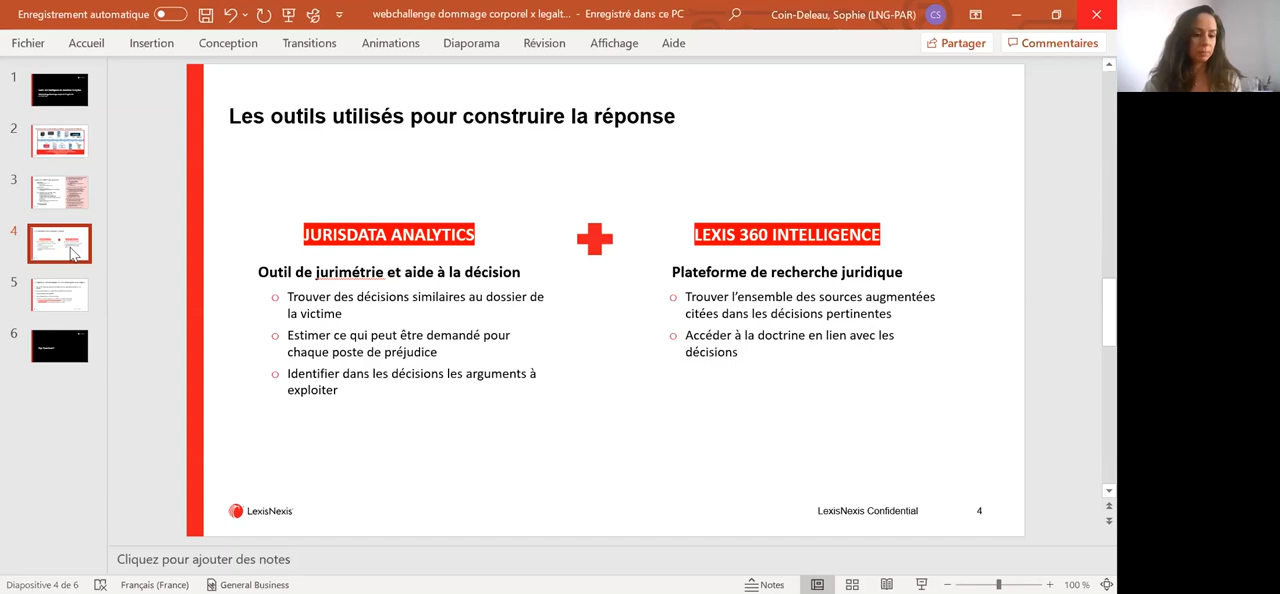 Enregistrement automatique
webchallenge dommage corporel x legalt... - Enregistré dans ce PC
Coin-Deleau, Sophie (LNG-PAR)
CS
Fichier Accueil Insertion Conception Transitions Animations Diaporama Révision Affichage Aide
Partager
Commentaires
1
2
3
4
5
6
Les outils utilisés pour construire la réponse
JURISDATA ANALYTICS
Outil de jurimétrie et aide à la décision
Trouver des décisions similaires au dossier de
la victime
Estimer ce qui peut être demandé pour
chaque poste de préjudice
Identifier dans les décisions les arguments à
exploiter
LEXIS 360 INTELLIGENCE
Plateforme de recherche juridique
Trouver l'ensemble des sources augmentées
citées dans les décisions pertinentes
Accéder à la doctrine en lien avec les
décisions
LexisNexis
LexisNexis Confidential
4
Cliquez pour ajouter des notes
Diapositive 4 de 6
Français (France)
General Business
Notes
100 %